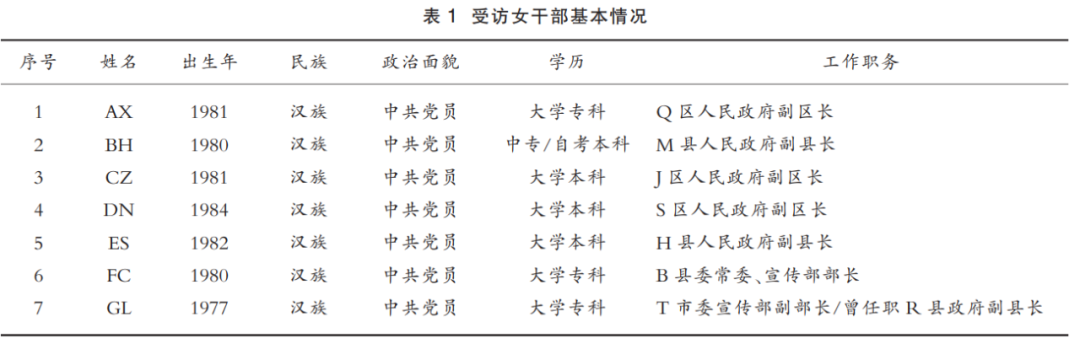 表 1 受访女干部基本情况
序号 姓名 出生年 民族 政治面貌 学历 工作职务
1 AX 1981 汉族 中共党员 大学专科 Q 区人民政府副区长
2 BH 1980 汉族 中共党员 中专/自考本科 M 县人民政府副县长
3 CZ 1981 汉族 中共党员 大学本科 J 区人民政府副区长
4 DN 1984 汉族 中共党员 大学本科 S 区人民政府副区长
5 ES 1982 汉族 中共党员 大学本科 H 县人民政府副县长
6 FC 1980 汉族 中共党员 大学专科 B 县委常委、宣传部部长
7 GL 1977 汉族 中共党员 大学专科 T 市委宣传部副部长/曾任职 R 县政府副县长